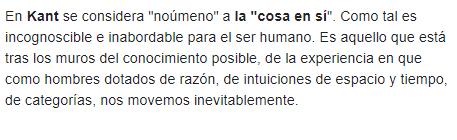 En Kant se considera "noúmeno" a la "cosa en sí". Como tal es
incognoscible e inabordable para el ser humano. Es aquello que está
tras los muros del conocimiento posible, de la experiencia en que
como hombres dotados de razón, de intuiciones de espacio y tiempo,
de categorías, nos movemos inevitablemente.